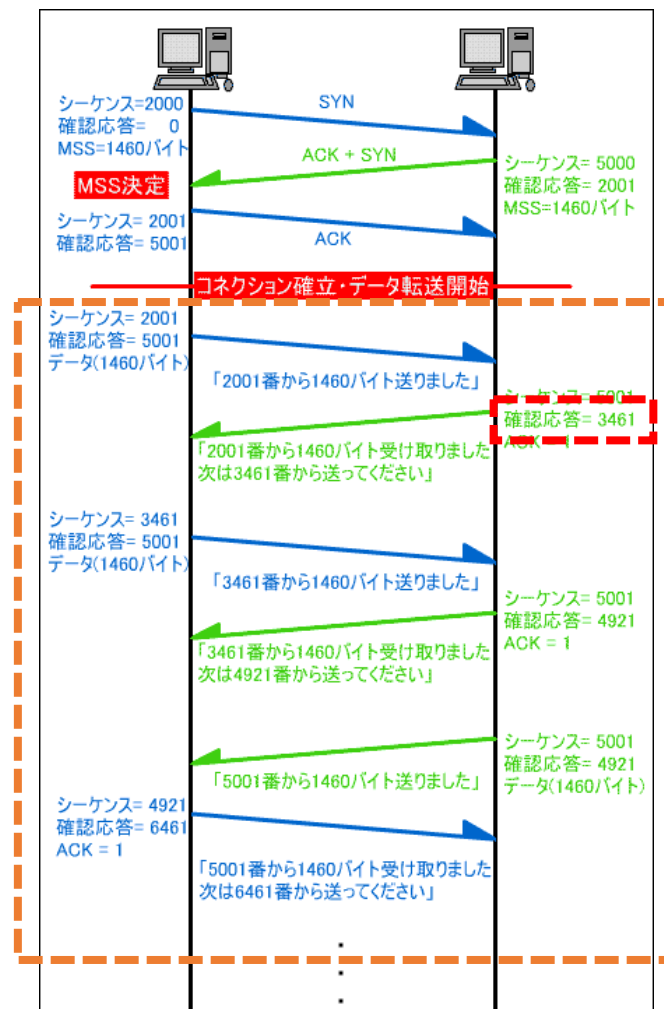 シーケンス=2000
確認応答= 0
MSS=1460バイト
SYN
ACK + SYN
シーケンス= 5000
確認応答= 2001
MSS=1460バイト
MSS決定
シーケンス= 2001
確認応答= 5001
ACK
コネクション確立・データ転送開始
シーケンス= 2001
確認応答= 5001
データ(1460バイト)
「2001番から1460バイト送りました」
シーケンス= 5001
確認応答= 3461
ACK = 1
「2001番から1460バイト受け取りました
次は3461番から送ってください」
シーケンス= 3461
確認応答= 5001
データ(1460バイト)
「3461番から1460バイト送りました」
シーケンス= 5001
確認応答= 4921
ACK = 1
「3461番から1460バイト受け取りました
次は4921番から送ってください」
シーケンス= 5001
確認応答= 4921
データ(1460バイト)
「5001番から1460バイト送りました」
シーケンス= 4921
確認応答= 6461
ACK = 1
「5001番から1460バイト受け取りました
次は6461番から送ってください」